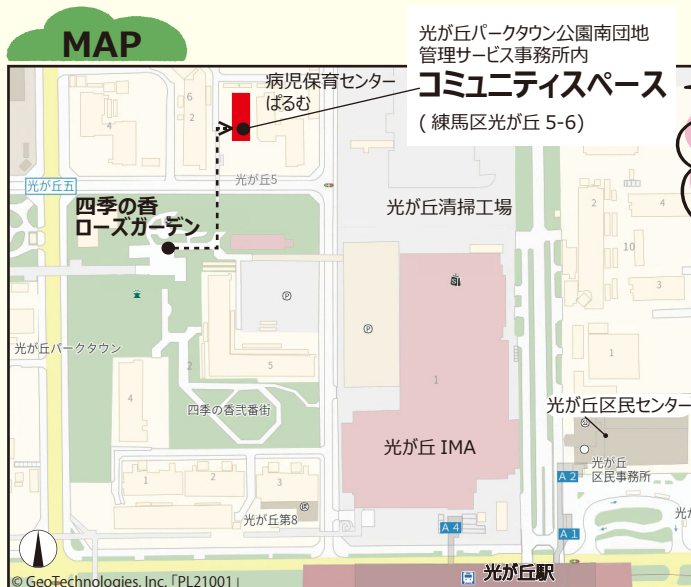 MAP
光が丘パークタウン公園南団地
管理サービス事務所内
コミュニティスペース
( 練馬区光が丘 5-6)
病児保育センター
ぱるむ
6
2
4
光が丘5
光が丘五
四季の香
ローズガーデン
光が丘清掃工場
2
4
10
P
P
1
1
光が丘パークタウン
2
5
4
四季の香弐番街
光が丘 IMA
光が丘区民センター
光が丘
区民事務所
1
2
3
光が丘第8
A 2
A 4
A 1
光が丘駅
© GeoTechnologies, Inc.「PL21001」